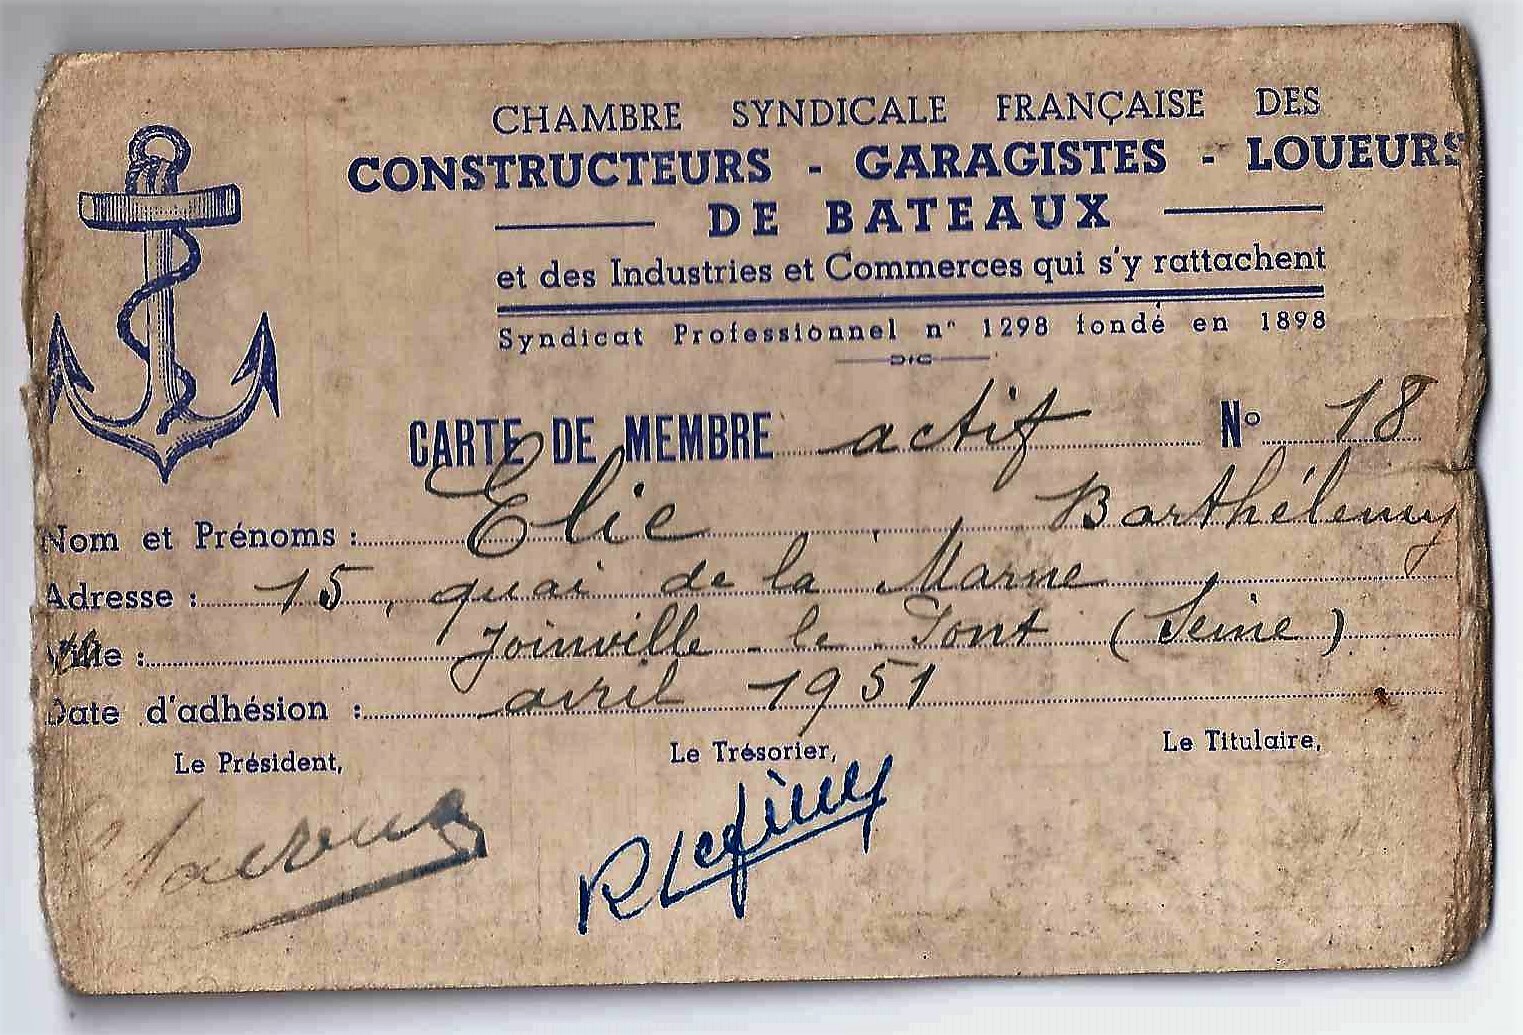 CHAMBRE SYNDICALE FRANÇAISE DES
CONSTRUCTEURS - GARAGISTES - LOUEURS
DE BATEAUX
et des Industries et Commerces qui s'y rattachent
Syndicat Professionnel n° 1298 fondé en 1898
CARTE DE MEMBRE actif N° 18
Nom et Prénoms : Elie, Barthélemy
Adresse : 15, quai de la Marne
Ville : Joinville-le-Pont (Seine)
Date d'adhésion : avril 1951
Le Président, Le Trésorier, Le Titulaire,